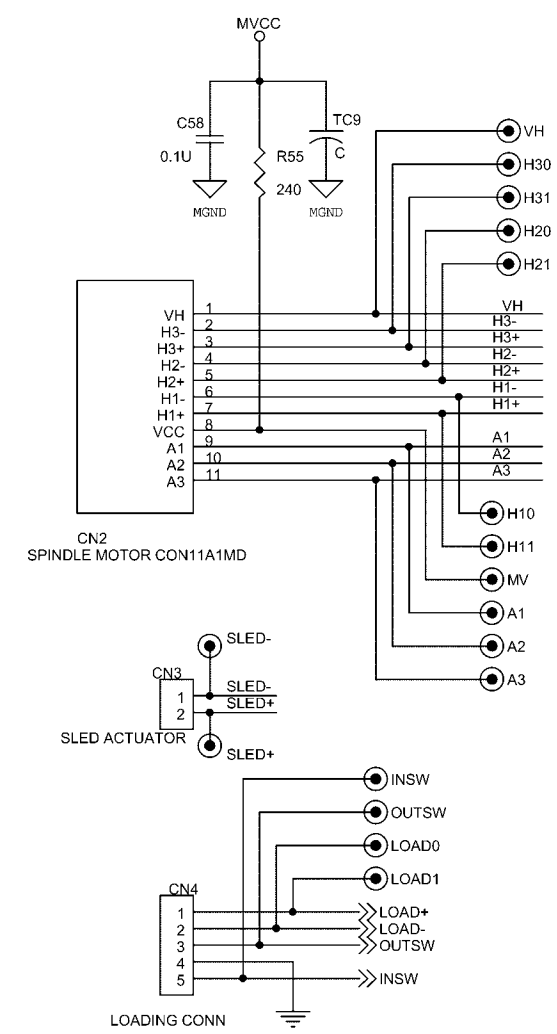 MVCC
C58
0.1U
R55
240
TC9
C
MGND
MGND
VH
H30
H31
H20
H21
VH 1 VH
H3- 2 H3-
H3+ 3 H3+
H2- 4 H2-
H2+ 5 H2+
H1- 6 H1-
H1+ 7 H1+
VCC 8
A1 9 A1
A2 10 A2
A3 11 A3
CN2
SPINDLE MOTOR CON11A1MD
H10
H11
MV
A1
A2
A3
SLED-
CN3
1 SLED-
2 SLED+
SLED ACTUATOR
SLED+
INSW
OUTSW
LOAD0
LOAD1
CN4
1 LOAD+
2 LOAD-
3 OUTSW
4
5 INSW
LOADING CONN